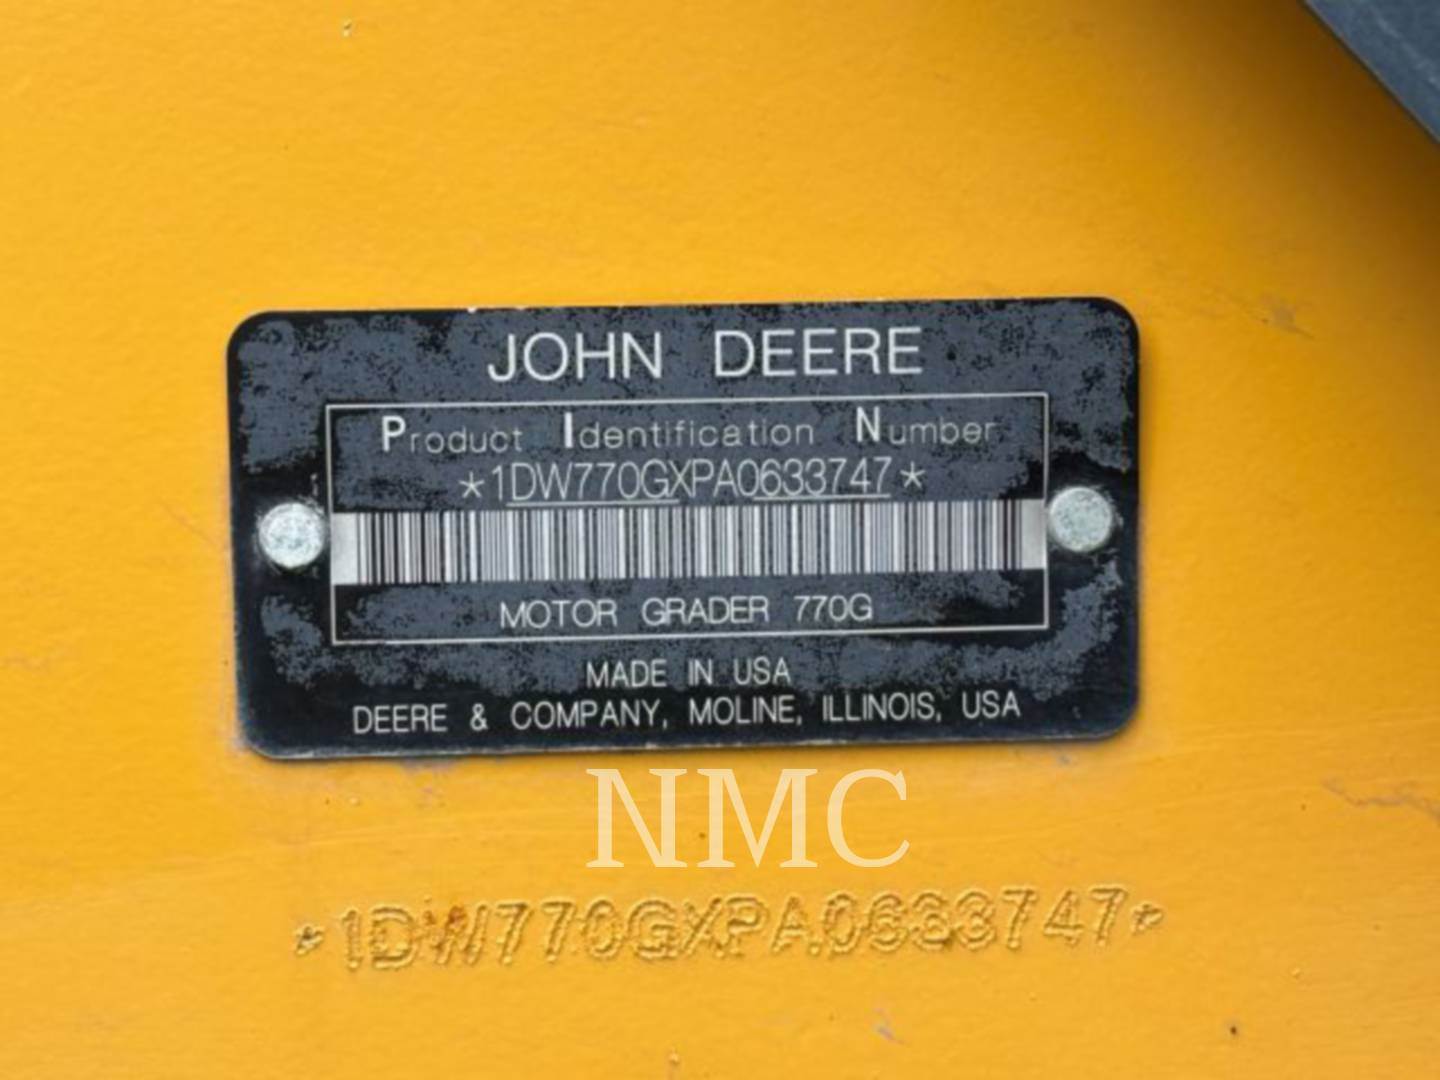 JOHN DEERE
Product Identification Number
*1DW770GXPA0633747*
MOTOR GRADER 770G
MADE IN USA
DEERE & COMPANY, MOLINE, ILLINOIS, USA
NMC
*1DW770GXPA0633747*